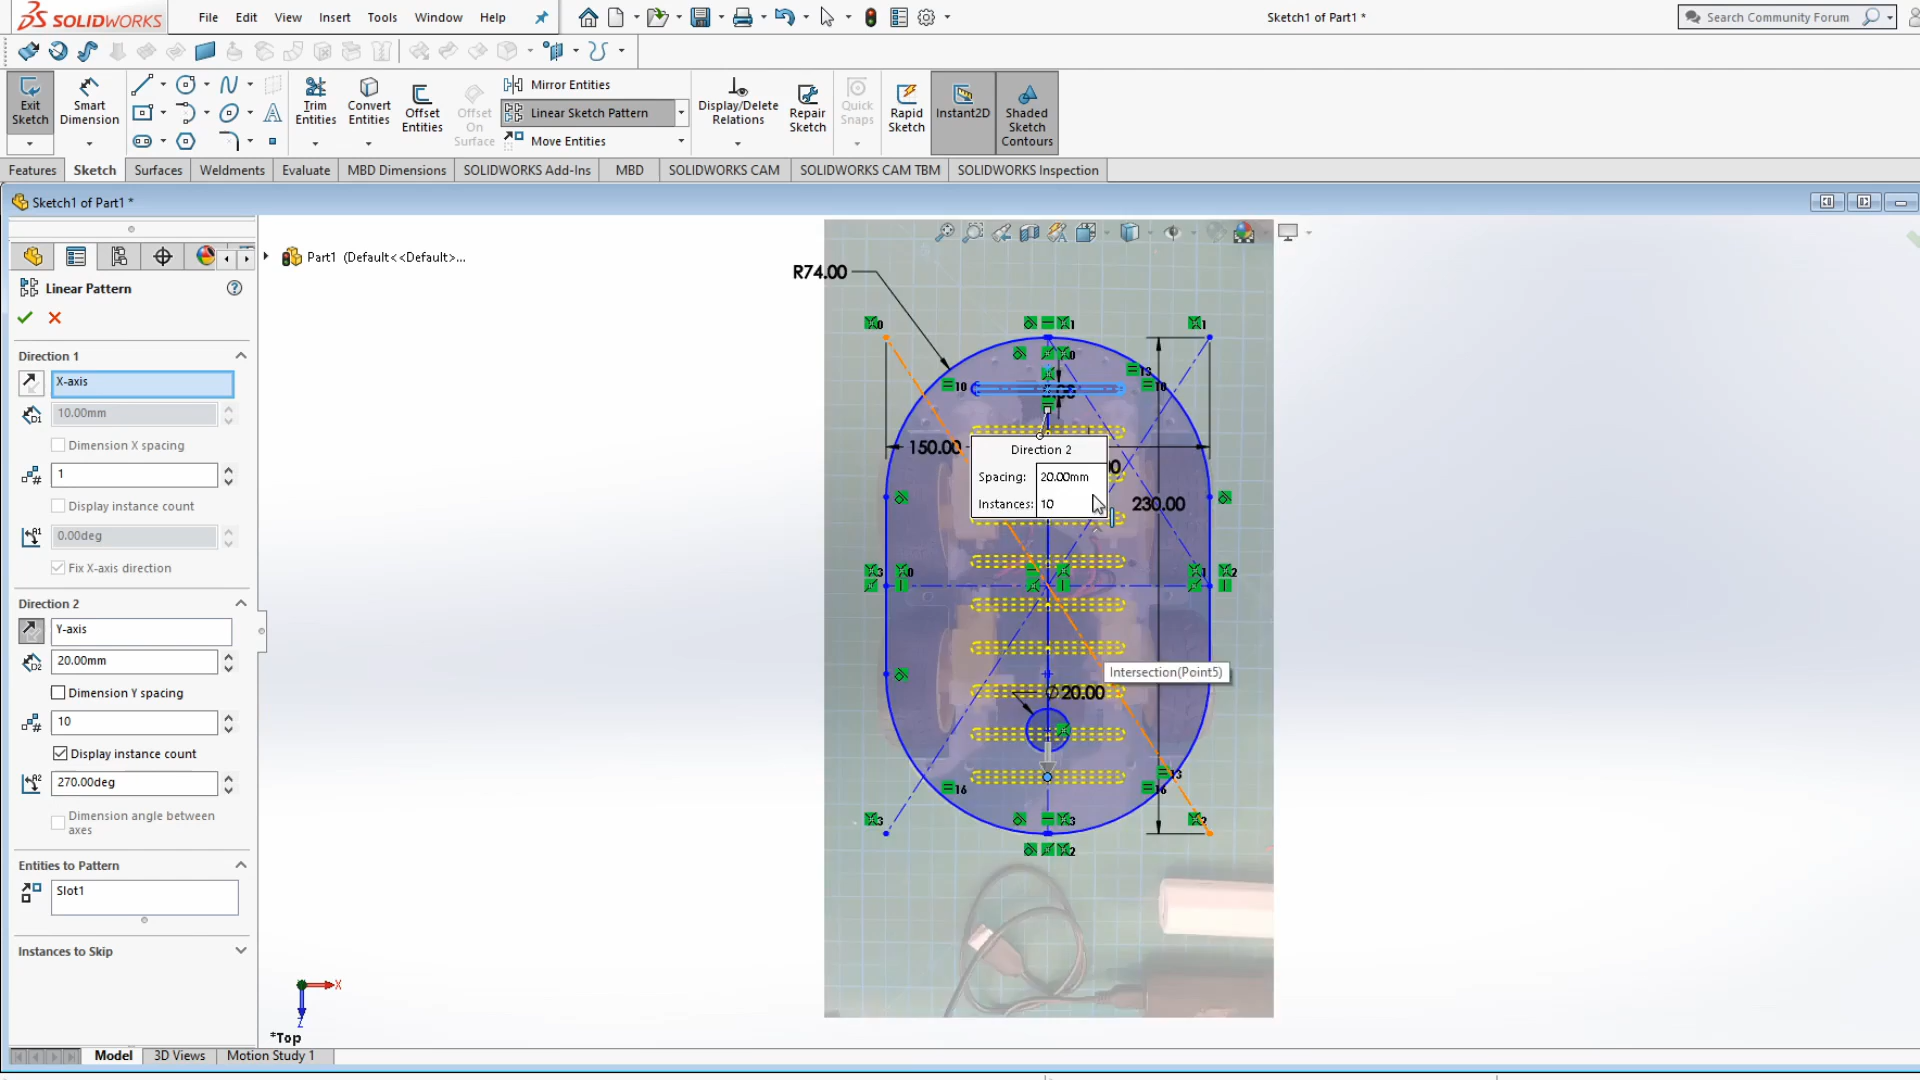 SOLIDWORKS
File Edit View Insert Tools Window Help
Sketch1 of Part1 *
Search Community Forum
Exit Sketch
Smart Dimension
Trim Entities
Convert Entities
Offset Entities
Offset On Surface
Mirror Entities
Linear Sketch Pattern
Move Entities
Display/Delete Relations
Repair Sketch
Quick Snaps
Rapid Sketch
Instant2D
Shaded Sketch Contours
Features Sketch Surfaces Weldments Evaluate MBD Dimensions SOLIDWORKS Add-Ins MBD SOLIDWORKS CAM SOLIDWORKS CAM TBM SOLIDWORKS Inspection
Sketch1 of Part1 *
Part1 (Default<<Default>...
Linear Pattern
Direction 1
X-axis
10.00mm
Dimension X spacing
1
Display instance count
0.00deg
Fix X-axis direction
Direction 2
Y-axis
20.00mm
Dimension Y spacing
10
Display instance count
270.00deg
Dimension angle between
axes
Entities to Pattern
Slot1
Instances to Skip
R74.00
150.00
230.00
20.00
Direction 2
Spacing: 20.00mm
Instances: 10
Intersection(Point5)
X
Z
*Top
Model 3D Views Motion Study 1